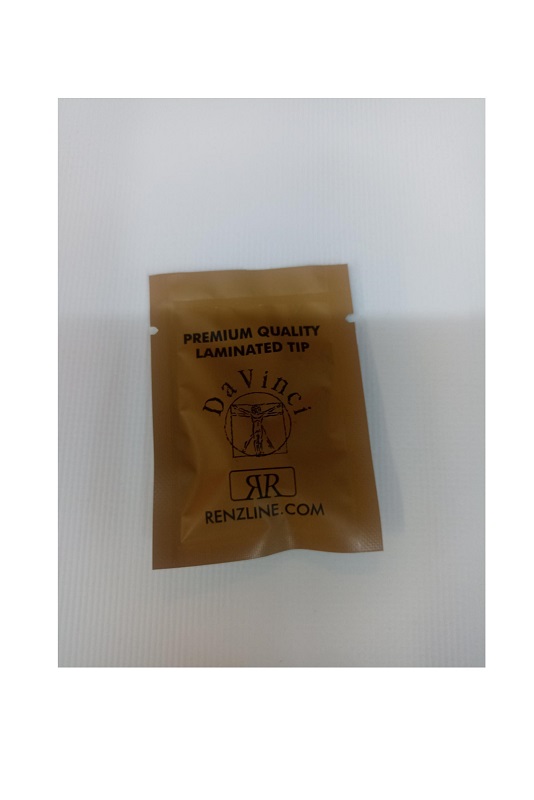 PREMIUM QUALITY
LAMINATED TIP
DaVinci
RR
RENZLINE.COM